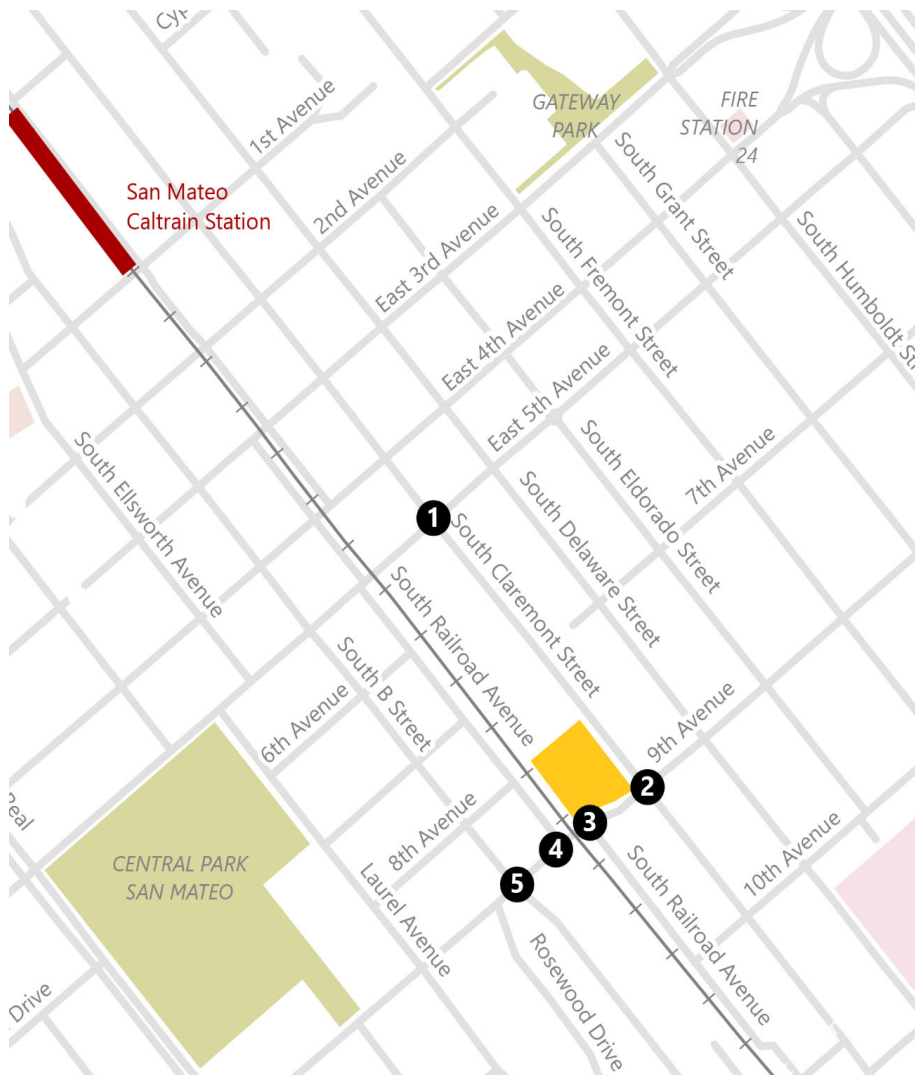 Cyp
1st Avenue
GATEWAY
PARK
FIRE
STATION
24
San Mateo
Caltrain Station
2nd Avenue
South Grant Street
East 3rd Avenue
South Fremont Street
South Humboldt Str
East 4th Avenue
East 5th Avenue
7th Avenue
South Ellsworth Avenue
South Eldorado Street
South Delaware Street
1
South Claremont Street
South Railroad Avenue
South B Street
6th Avenue
9th Avenue
2
3
4
5
8th Avenue
Real
CENTRAL PARK
SAN MATEO
Laurel Avenue
10th Avenue
South Railroad Avenue
Rosewood Drive
Drive